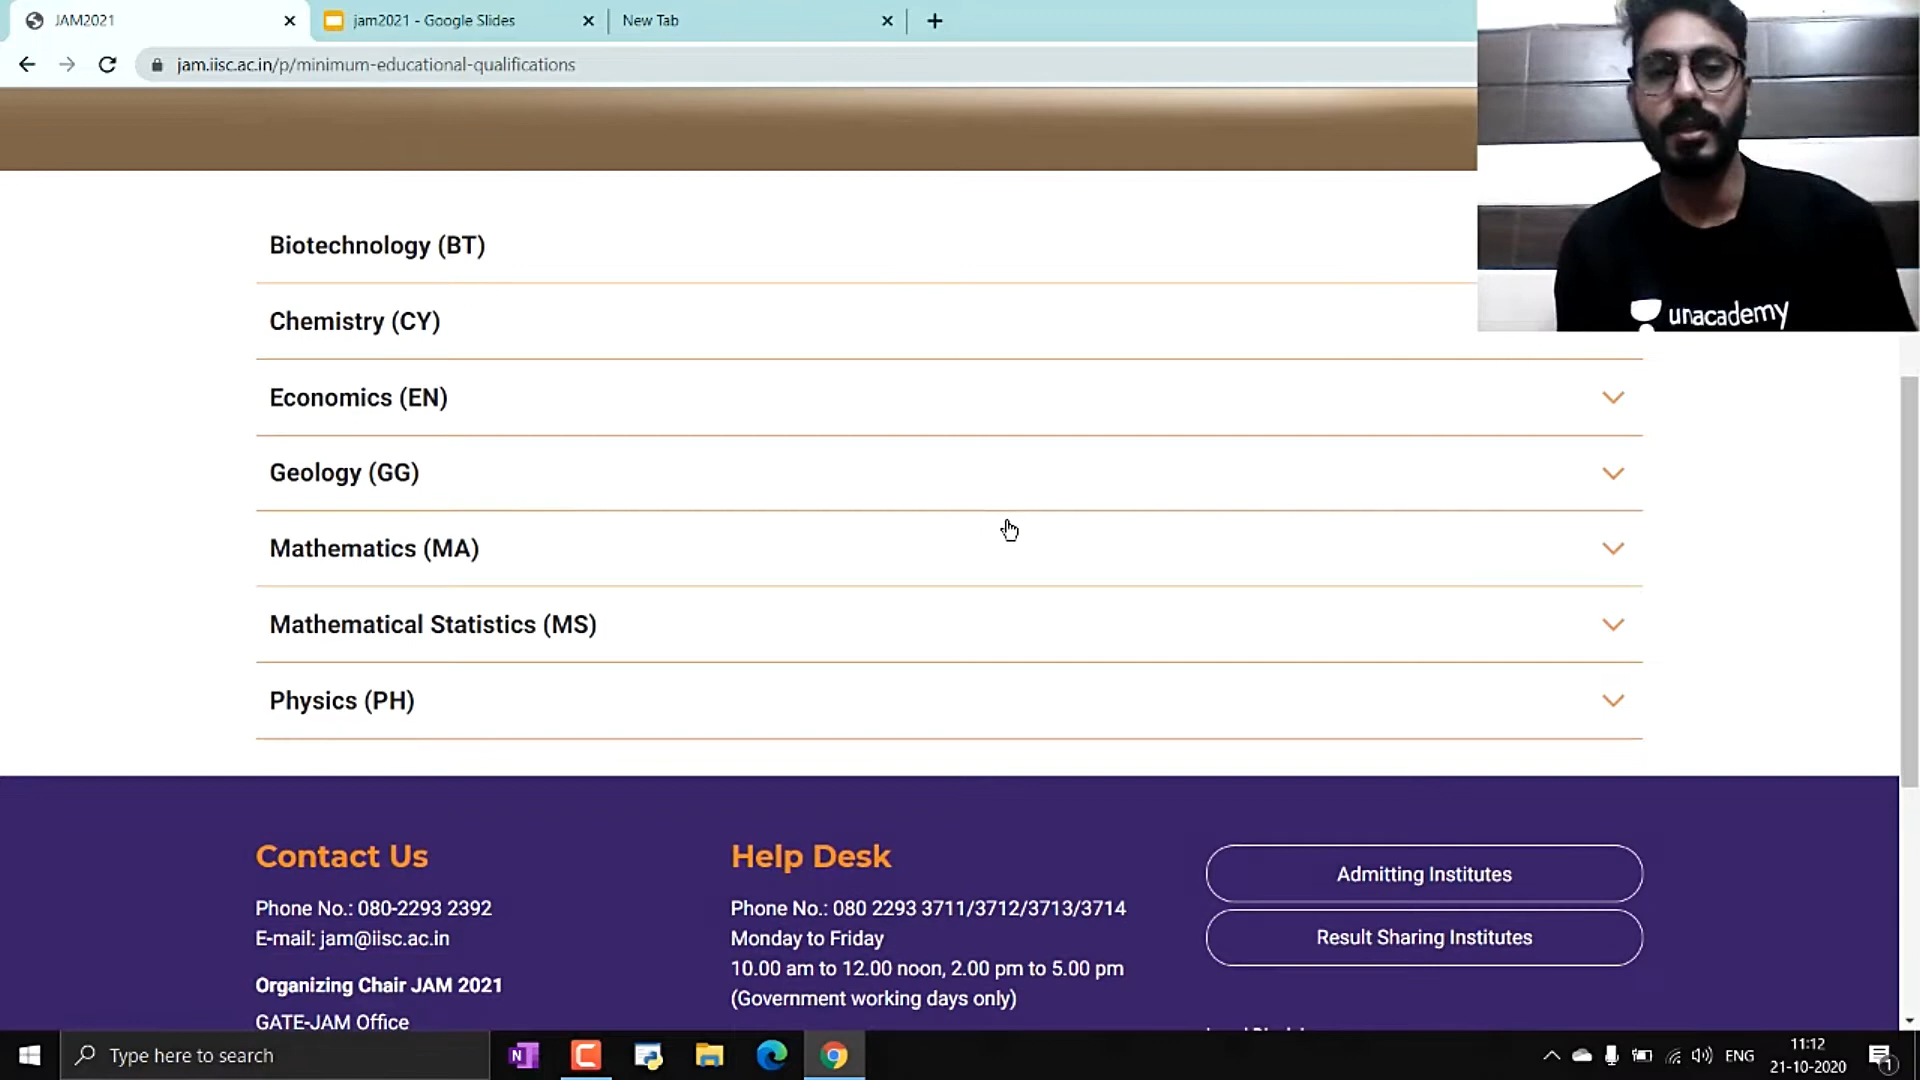 JAM2021
jam2021 - Google Slides
New Tab
jam.iisc.ac.in/p/minimum-educational-qualifications
unacademy
Biotechnology (BT)
Chemistry (CY)
Economics (EN)
Geology (GG)
Mathematics (MA)
Mathematical Statistics (MS)
Physics (PH)
Contact Us
Phone No.: 080-2293 2392
E-mail: jam@iisc.ac.in
Organizing Chair JAM 2021
GATE-JAM Office
Help Desk
Phone No.: 080 2293 3711/3712/3713/3714
Monday to Friday
10.00 am to 12.00 noon, 2.00 pm to 5.00 pm
(Government working days only)
Admitting Institutes
Result Sharing Institutes
Type here to search
N
ENG
11:12
21-10-2020
1